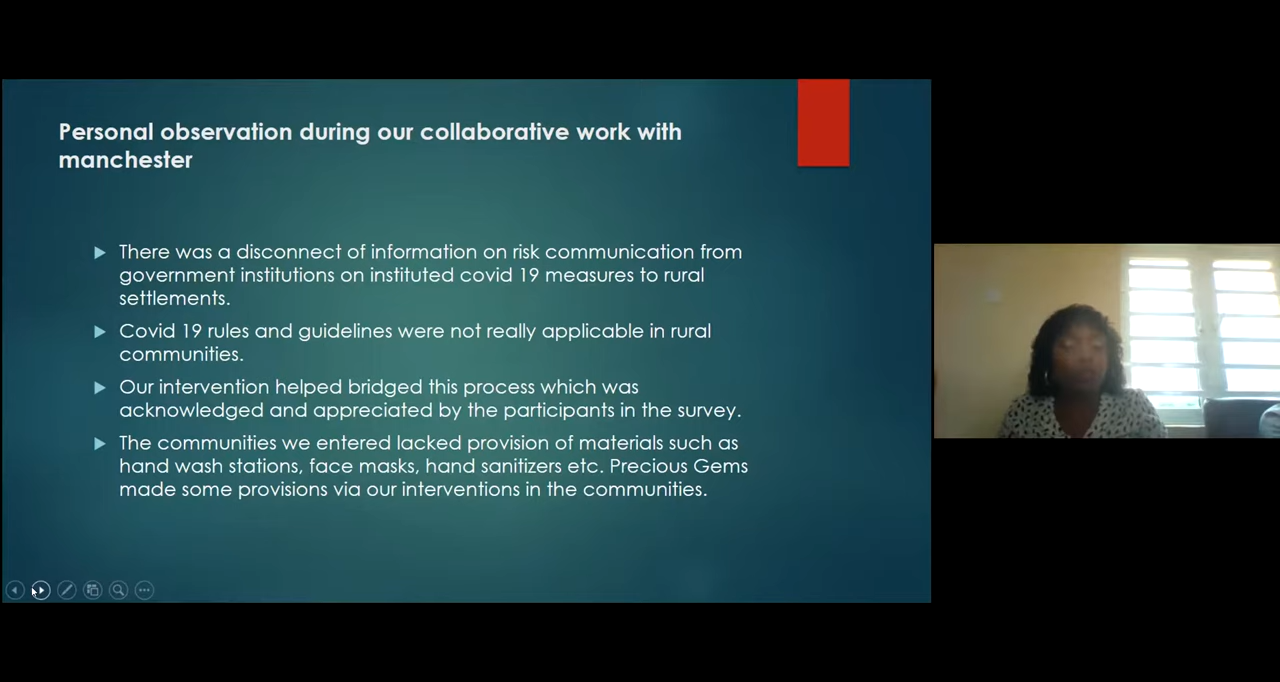 Personal observation during our collaborative work with
manchester
There was a disconnect of information on risk communication from
government institutions on instituted covid 19 measures to rural
settlements.
Covid 19 rules and guidelines were not really applicable in rural
communities.
Our intervention helped bridged this process which was
acknowledged and appreciated by the participants in the survey.
The communities we entered lacked provision of materials such as
hand wash stations, face masks, hand sanitizers etc. Precious Gems
made some provisions via our interventions in the communities.